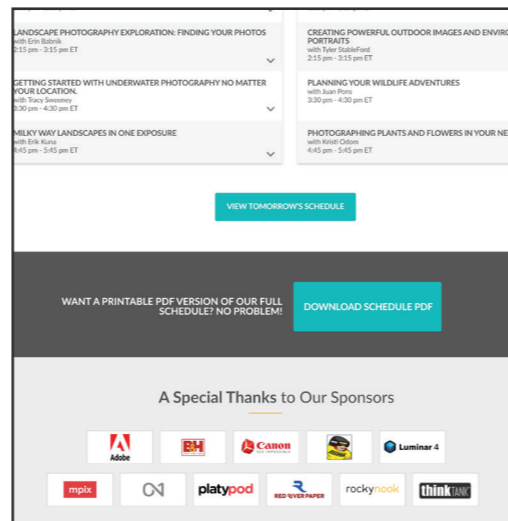 LANDSCAPE PHOTOGRAPHY EXPLORATION: FINDING YOUR PHOTOS
with Erin Babnik
2:15 pm - 3:15 pm ET
GETTING STARTED WITH UNDERWATER PHOTOGRAPHY NO MATTER
YOUR LOCATION.
with Tracy Sweeney
3:30 pm - 4:30 pm ET
MILKY WAY LANDSCAPES IN ONE EXPOSURE
with Erik Kuna
4:45 pm - 5:45 pm ET
CREATING POWERFUL OUTDOOR IMAGES AND ENVIRO
PORTRAITS
with Tyler Stableford
2:15 pm - 3:15 pm ET
PLANNING YOUR WILDLIFE ADVENTURES
with Juan Pons
3:30 pm - 4:30 pm ET
PHOTOGRAPHING PLANTS AND FLOWERS IN YOUR NE
with Kristi Odom
4:45 pm - 5:45 pm ET
VIEW TOMORROW'S SCHEDULE
WANT A PRINTABLE PDF VERSION OF OUR FULL
SCHEDULE? NO PROBLEM!
DOWNLOAD SCHEDULE PDF
A Special Thanks to Our Sponsors
Adobe
B&H
Canon
Luminar 4
mpix
platypod
RED RIVER PAPER
rockynook
thinkTANK